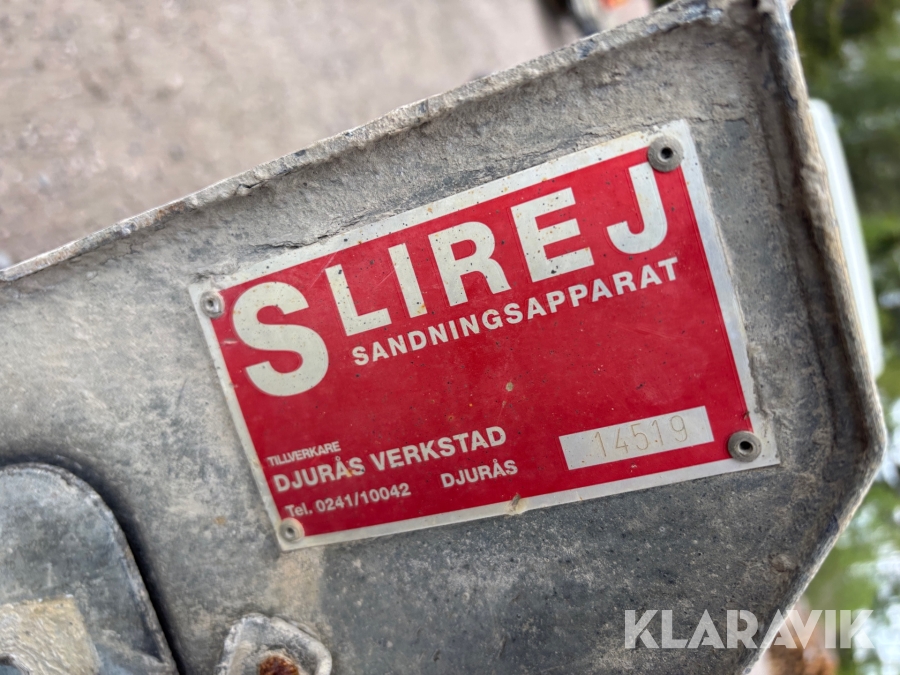 SLIREJ
SANDNINGSAPPARAT
TILLVERKARE
DJURÅS VERKSTAD
Tel. 0241/10042 DJURÅS
14519
KLARAVIK